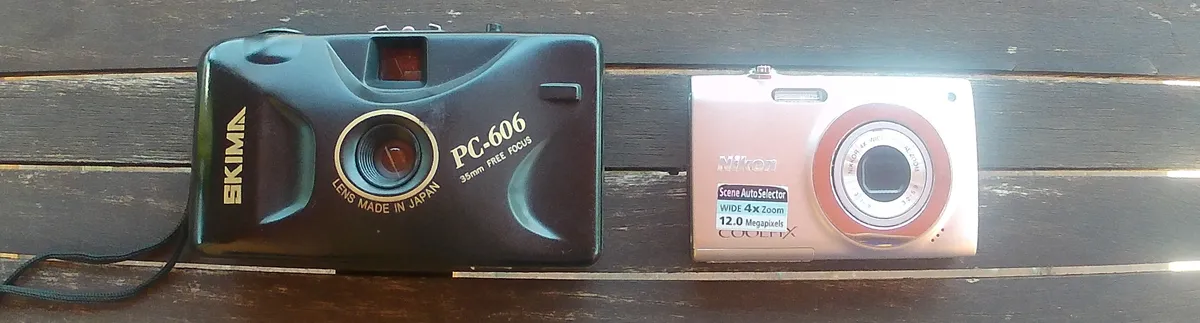 SKIMA
PC-606
35mm FREE FOCUS
LENS MADE IN JAPAN
Nikon
Scene Auto Selector
WIDE 4x Zoom
12.0 Megapixels
COOLPIX